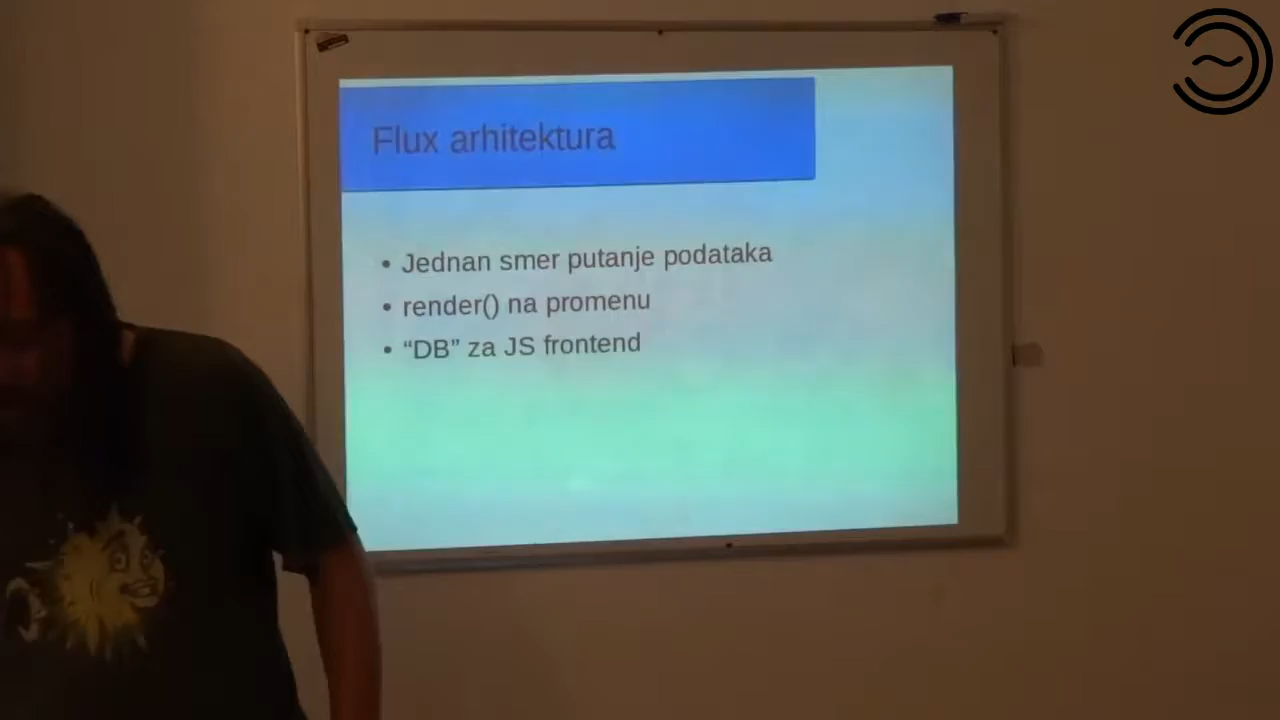 Flux arhitektura
• Jednan smer putanje podataka
• render() na promenu
• “DB” za JS frontend